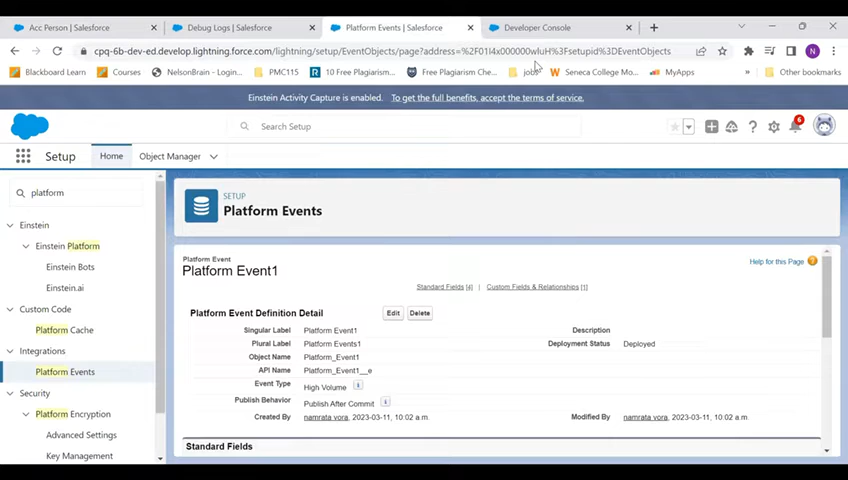 Acc Person | Salesforce
Debug Logs | Salesforce
Platform Events | Salesforce
Developer Console
cpq-6b-dev-ed.develop.lightning.force.com/lightning/setup/EventObjects/page?address=%2F01I4x000000wluH%3Fsetupid%3DEventObjects
N
Blackboard Learn
Courses
NelsonBrain - Login...
PMC115
10 Free Plagiarism...
Free Plagiarism Che...
job
Seneca College Mo...
MyApps
»
Other bookmarks
Einstein Activity Capture is enabled. To get the full benefits, accept the terms of service.
Search Setup
6
Setup
Home
Object Manager
platform
SETUP
Platform Events
Einstein
Einstein Platform
Einstein Bots
Einstein.ai
Custom Code
Platform Cache
Integrations
Platform Events
Security
Platform Encryption
Advanced Settings
Key Management
Platform Event
Platform Event1
Help for this Page
Standard Fields [4] | Custom Fields & Relationships [1]
Platform Event Definition Detail
Edit
Delete
Singular Label Platform Event1 Description
Plural Label Platform Events1 Deployment Status Deployed
Object Name Platform_Event1
API Name Platform_Event1__e
Event Type High Volume
Publish Behavior Publish After Commit
Created By namrata vora, 2023-03-11, 10:02 a.m. Modified By namrata vora, 2023-03-11, 10:02 a.m.
Standard Fields